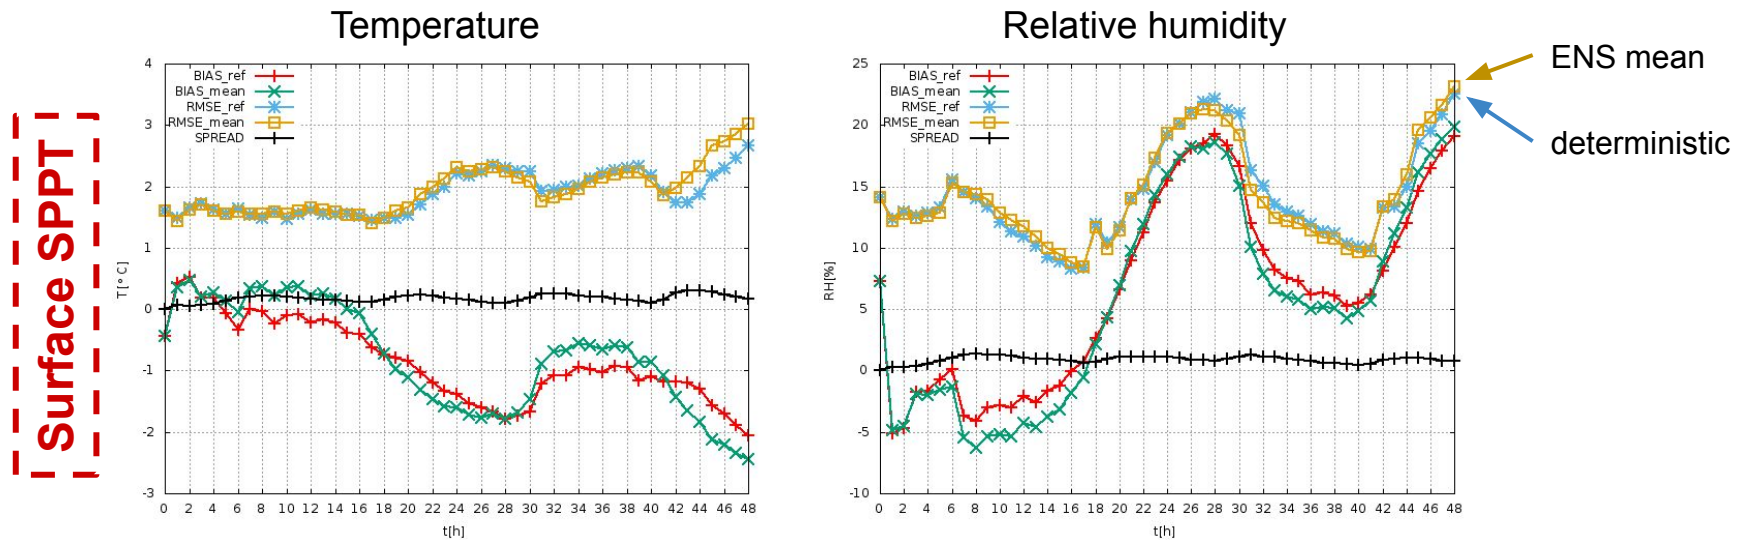 Temperature
Relative humidity
Surface SPPT
4
3
2
1
0
-1
-2
-3
T[° C]
BIAS_ref
BIAS_mean
RMSE_ref
RMSE_mean
SPREAD
0 2 4 6 8 10 12 14 16 18 20 22 24 26 28 30 32 34 36 38 40 42 44 46 48
t[h]
25
20
15
10
5
0
-5
-10
RH[%]
BIAS_ref
BIAS_mean
RMSE_ref
RMSE_mean
SPREAD
0 2 4 6 8 10 12 14 16 18 20 22 24 26 28 30 32 34 36 38 40 42 44 46 48
t[h]
ENS mean
deterministic